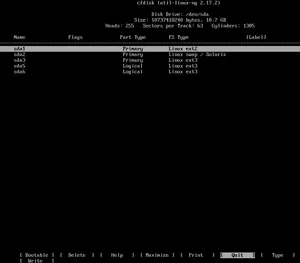 cfdisk (util-linux-ng 2.17.2)
Disk Drive: /dev/sda
Size: 10737418240 bytes, 10.7 GB
Heads: 255 Sectors per Track: 63 Cylinders: 1305
Name Flags Part Type FS Type [Label]
sda1 Primary Linux ext2
sda2 Primary Linux swap / Solaris
sda3 Primary Linux ext3
sda5 Logical Linux ext3
sda6 Logical Linux ext3
[ Bootable ] [ Delete ] [ Help ] [ Maximize ] [ Print ] [ Quit ] [ Type ]
[ Write ]